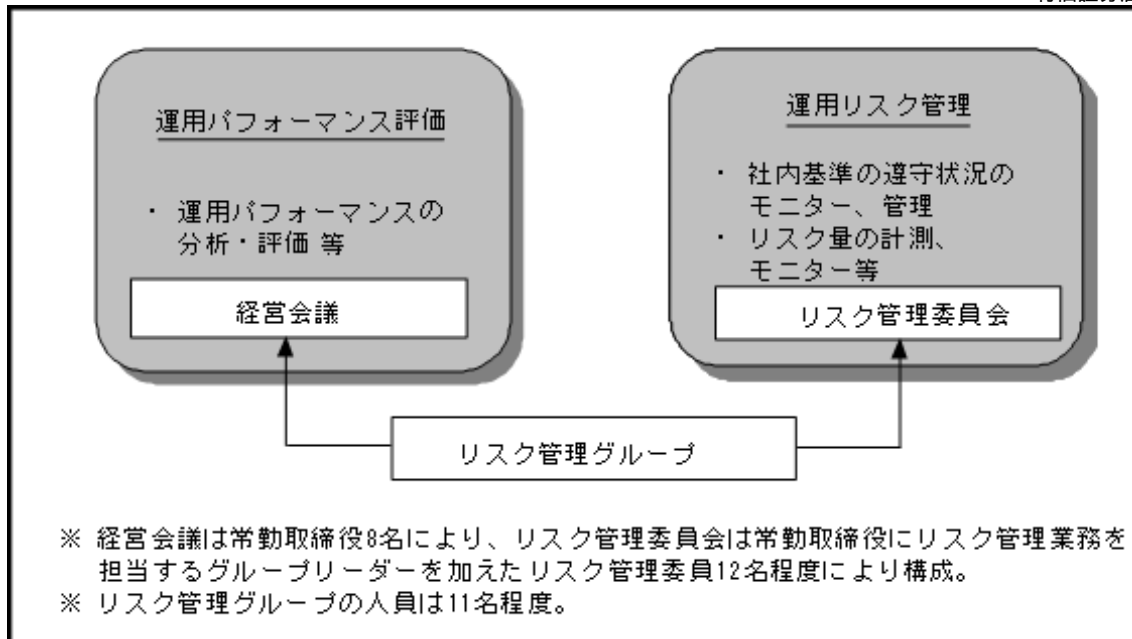 運用パフォーマンス評価
・ 運用パフォーマンスの
分析・評価 等
経営会議
運用リスク管理
・ 社内基準の遵守状況の
モニター、管理
・ リスク量の計測、
モニター等
リスク管理委員会
リスク管理グループ
※ 経営会議は常勤取締役8名により、リスク管理委員会は常勤取締役にリスク管理業務を
担当するグループリーダーを加えたリスク管理委員12名程度により構成。
※ リスク管理グループの人員は11名程度。